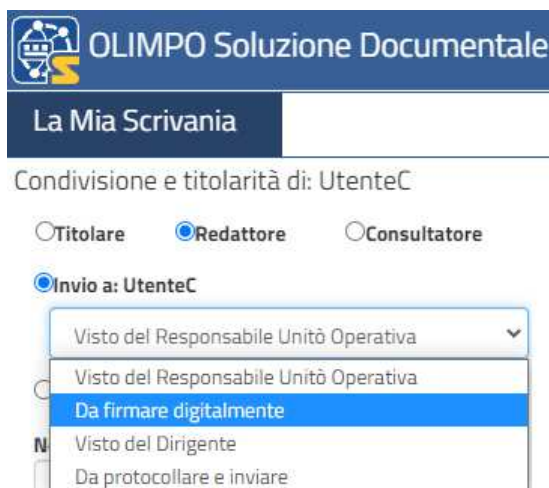 OLIMPO Soluzione Documentale
La Mia Scrivania
Condivisione e titolarità di: UtenteC
Titolare Redattore Consultatore
Invio a: UtenteC
Visto del Responsabile Unitò Operativa
Visto del Responsabile Unitò Operativa
Da firmare digitalmente
Visto del Dirigente
Da protocollare e inviare